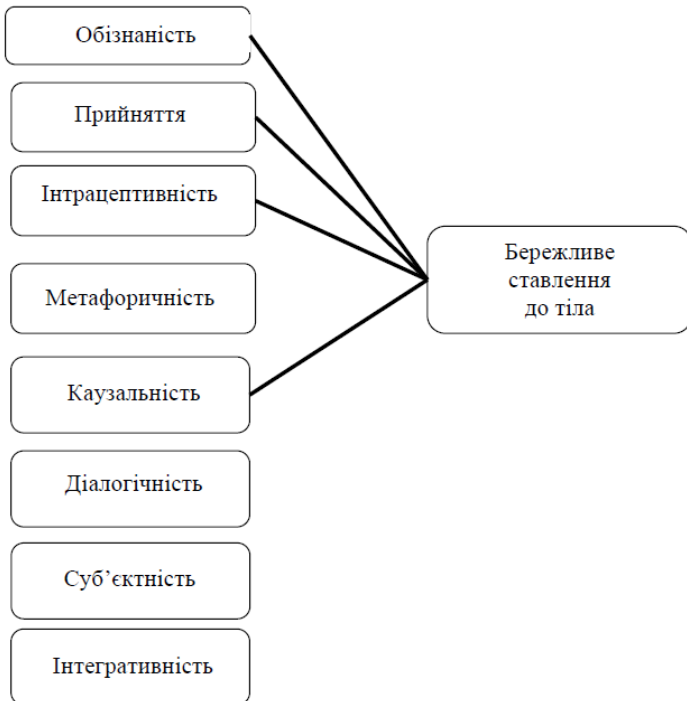 Обізнаність
Прийняття
Інтрацептивність
Метафоричність
Каузальність
Діалогічність
Суб’єктність
Інтегративність
Бережливе
ставлення
до тіла